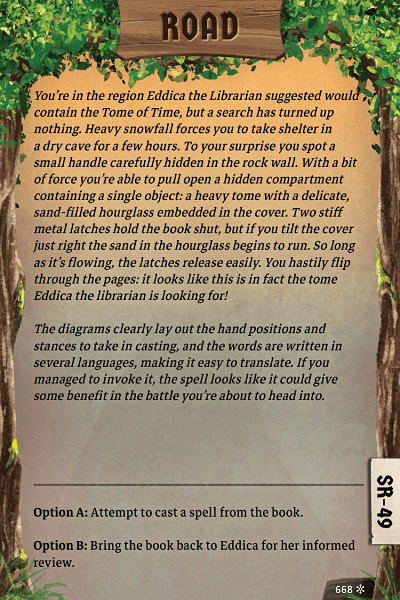 ROAD
You're in the region Eddica the Librarian suggested would
contain the Tome of Time, but a search has turned up
nothing. Heavy snowfall forces you to take shelter in
a dry cave for a few hours. To your surprise you spot a
small handle carefully hidden in the rock wall. With a bit
of force you're able to pull open a hidden compartment
containing a single object: a heavy tome with a delicate,
sand-filled hourglass embedded in the cover. Two stiff
metal latches hold the book shut, but if you tilt the cover
just right the sand in the hourglass begins to run. So long
as it's flowing, the latches release easily. You hastily flip
through the pages: it looks like this is in fact the tome
Eddica the librarian is looking for!
The diagrams clearly lay out the hand positions and
stances to take in casting, and the words are written in
several languages, making it easy to translate. If you
managed to invoke it, the spell looks like it could give
some benefit in the battle you're about to head into.
Option A: Attempt to cast a spell from the book.
Option B: Bring the book back to Eddica for her informed
review.
SR-49
668